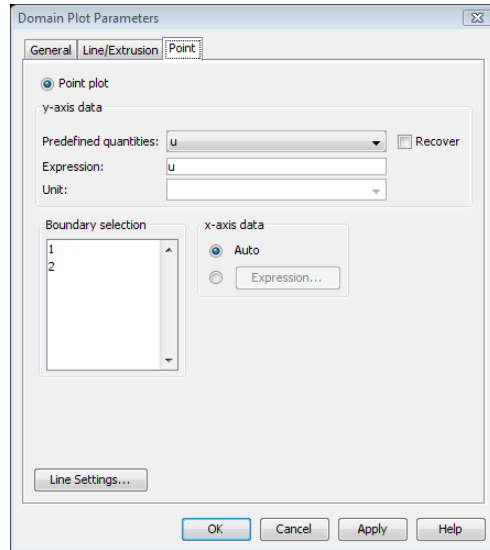 Domain Plot Parameters
General Line/Extrusion Point
Point plot
y-axis data
Predefined quantities: u Recover
Expression: u
Unit:
Boundary selection
1
2
x-axis data
Auto
Expression...
Line Settings...
OK Cancel Apply Help